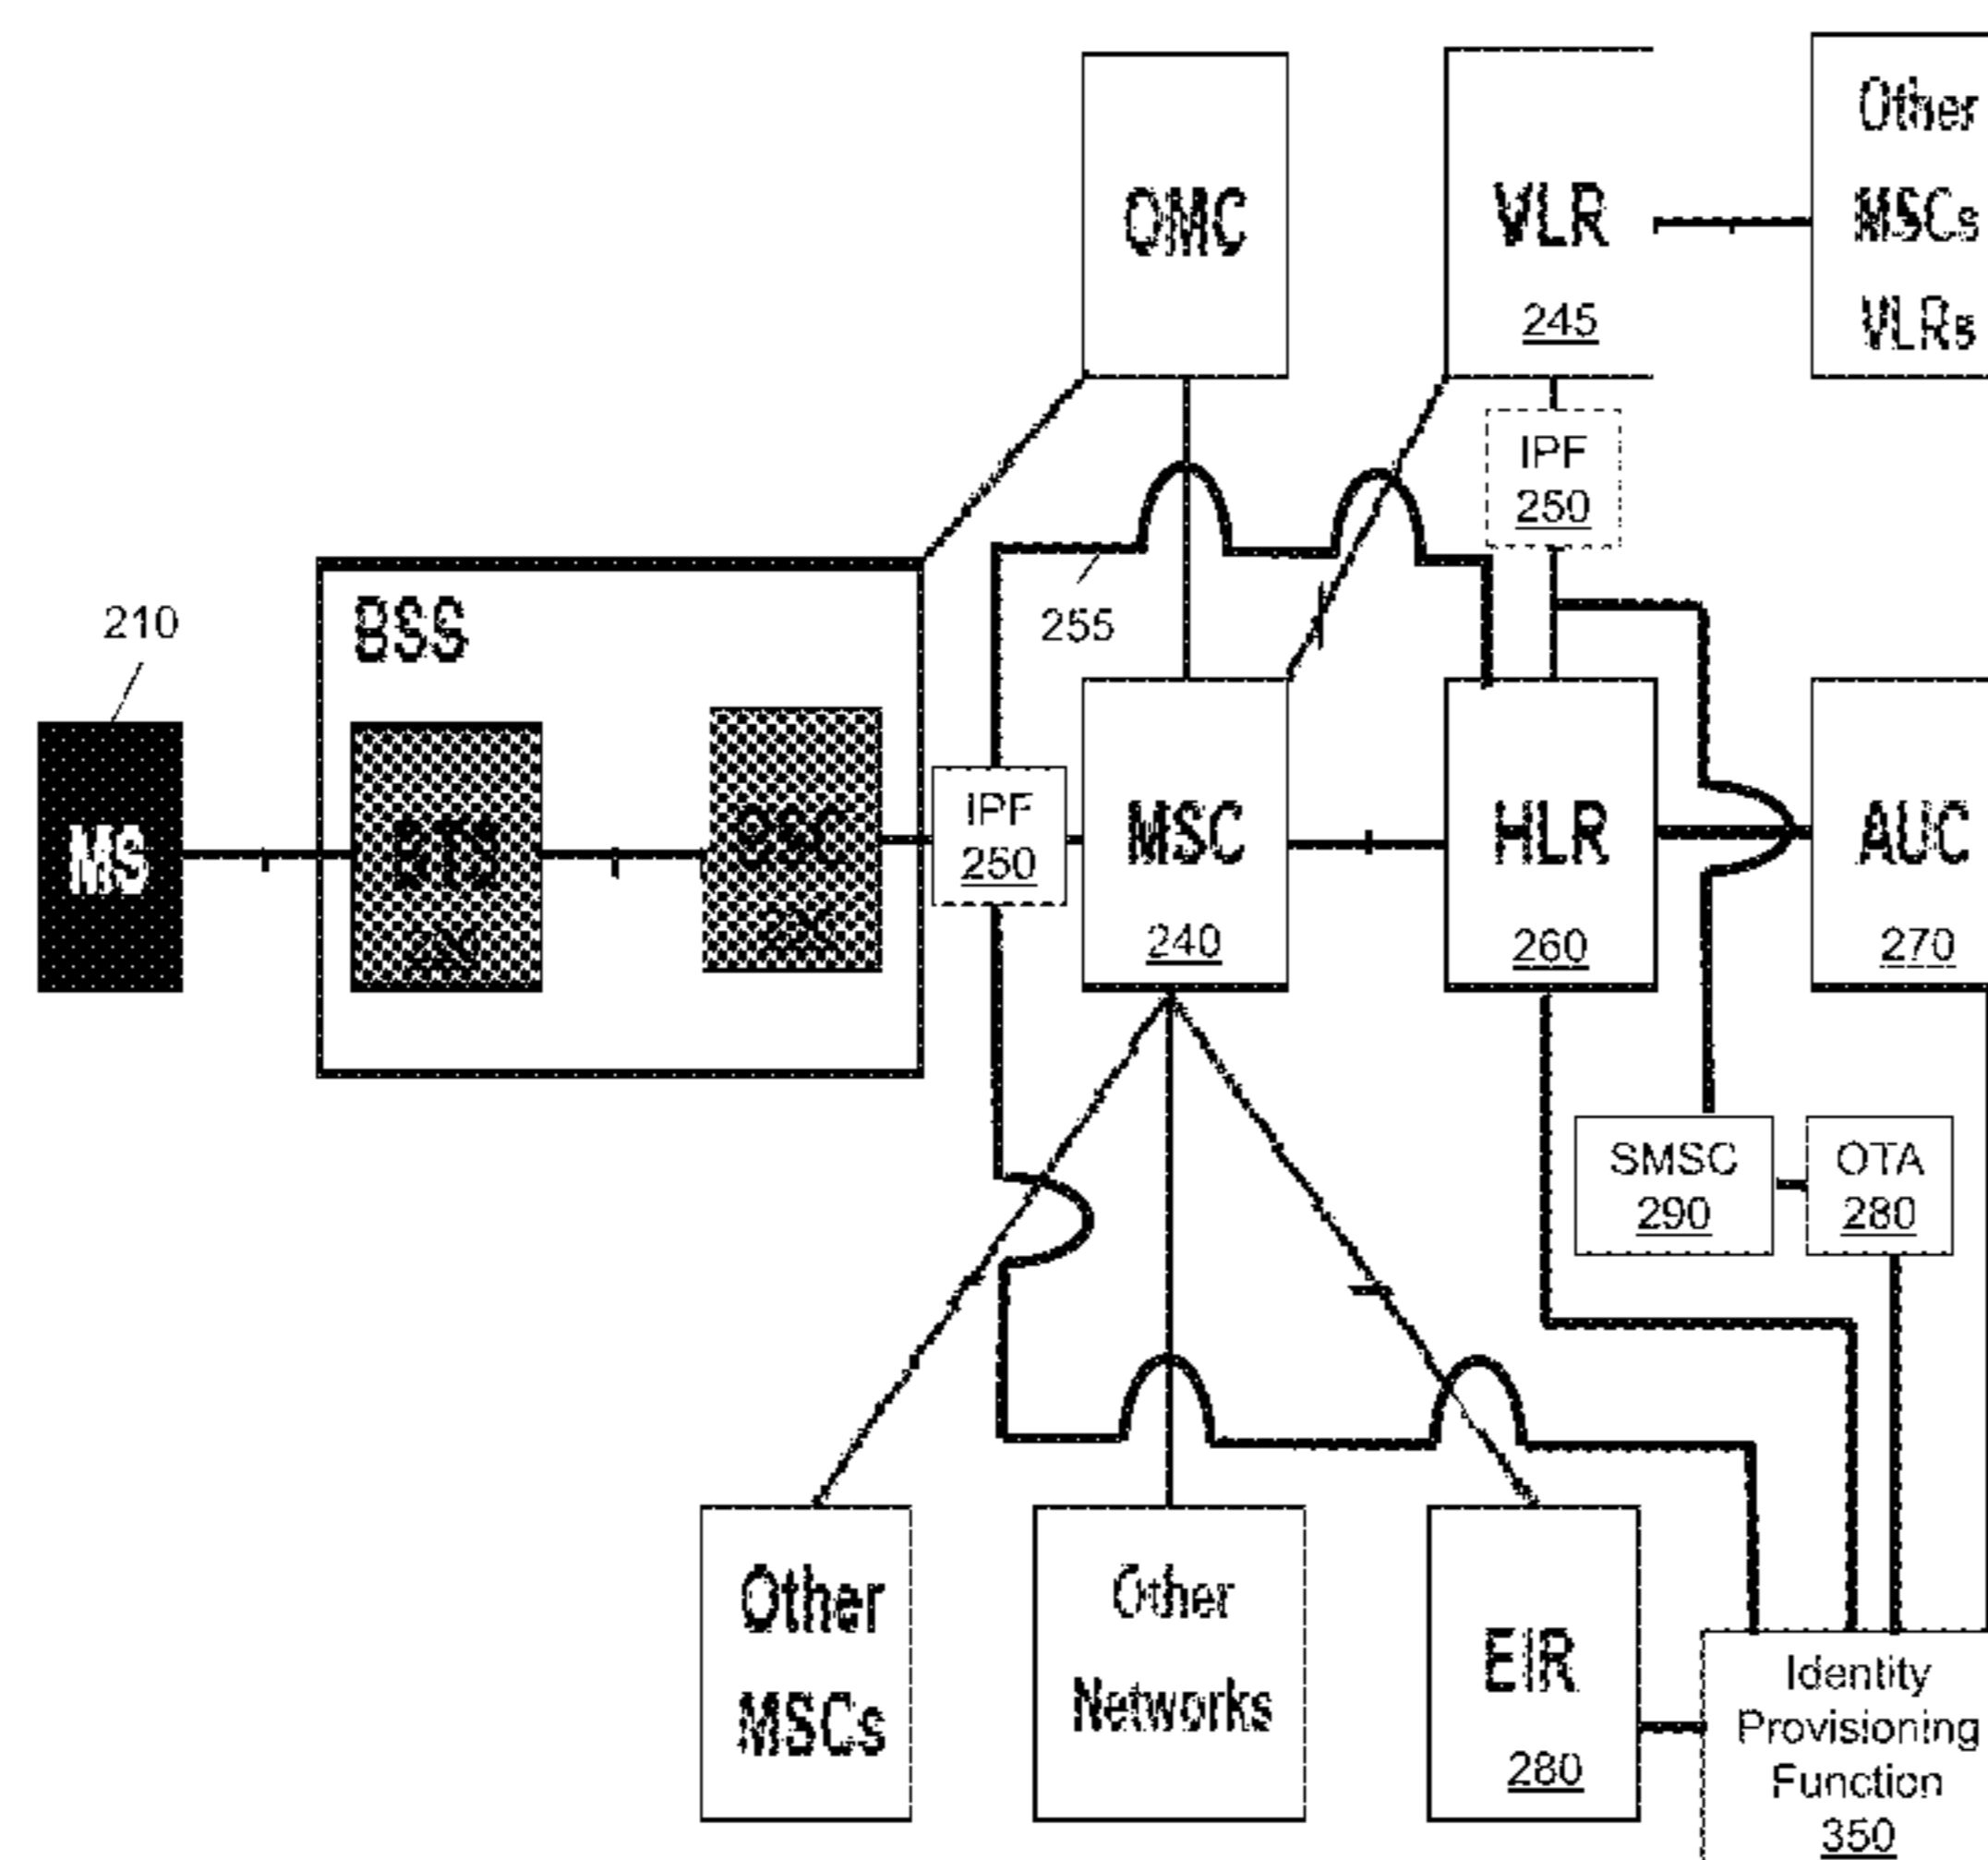 OMC
VLR
245
Other
MSCs
VLRs
IPF
250
255
210
BSS
MS
BTS
IPF
250
MSC
240
HLR
260
AUC
270
SMSC
290
OTA
280
Other
MSCs
Other
Networks
EIR
280
Identity
Provisioning
Function
350